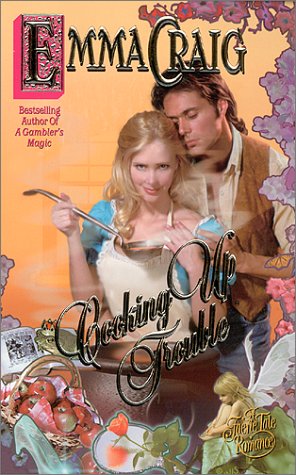 EMMA CRAIG
Bestselling
Author Of
A Gambler's
Magic
Cooking Up
Trouble
A
Faerie Tale
Romance